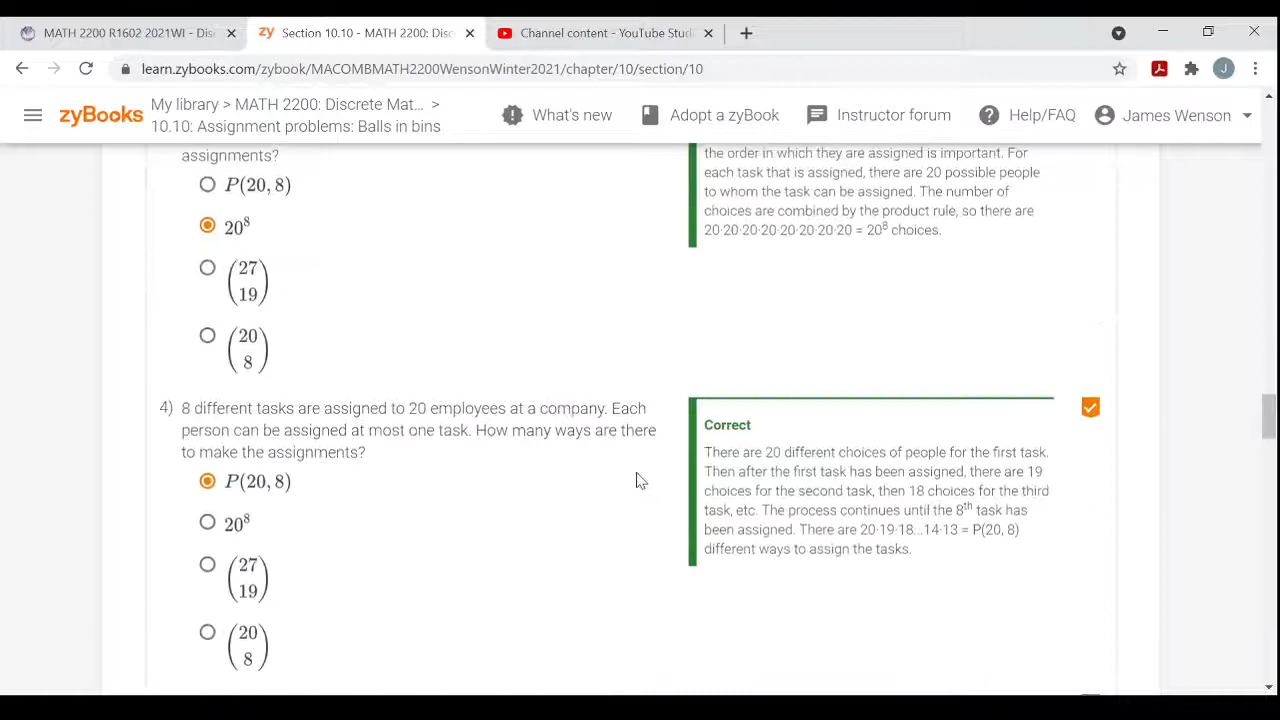 MATH 2200 R1602 2021WI - Dis
Section 10.10 - MATH 2200: Disc
Channel content - YouTube Stud
learn.zybooks.com/zybook/MACOMBMATH2200WensonWinter2021/chapter/10/section/10
J
zyBooks
My library > MATH 2200: Discrete Mat... >
10.10: Assignment problems: Balls in bins
What's new
Adopt a zyBook
Instructor forum
Help/FAQ
James Wenson
assignments?
P(20, 8)
20^8
(27
19)
(20
8)
the order in which they are assigned is important. For
each task that is assigned, there are 20 possible people
to whom the task can be assigned. The number of
choices are combined by the product rule, so there are
20·20·20·20·20·20·20·20 = 20^8 choices.
4) 8 different tasks are assigned to 20 employees at a company. Each
person can be assigned at most one task. How many ways are there
to make the assignments?
P(20, 8)
20^8
(27
19)
(20
8)
Correct
There are 20 different choices of people for the first task.
Then after the first task has been assigned, there are 19
choices for the second task, then 18 choices for the third
task, etc. The process continues until the 8^th task has
been assigned. There are 20·19·18...14·13 = P(20, 8)
different ways to assign the tasks.